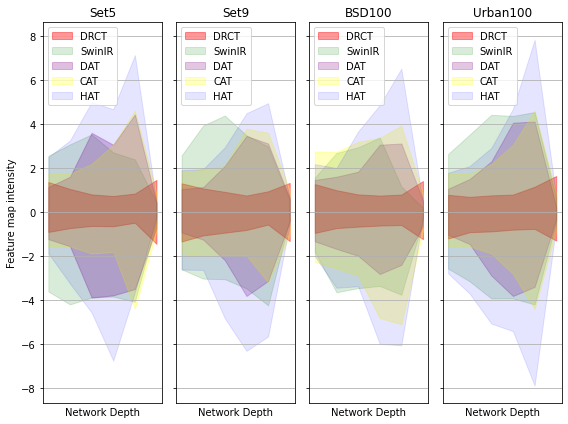 Set5
Set9
BSD100
Urban100
DRCT
SwinIR
DAT
CAT
HAT
DRCT
SwinIR
DAT
CAT
HAT
DRCT
SwinIR
DAT
CAT
HAT
DRCT
SwinIR
DAT
CAT
HAT
8
6
4
2
0
−2
−4
−6
−8
Feature map intensity
Network Depth
Network Depth
Network Depth
Network Depth